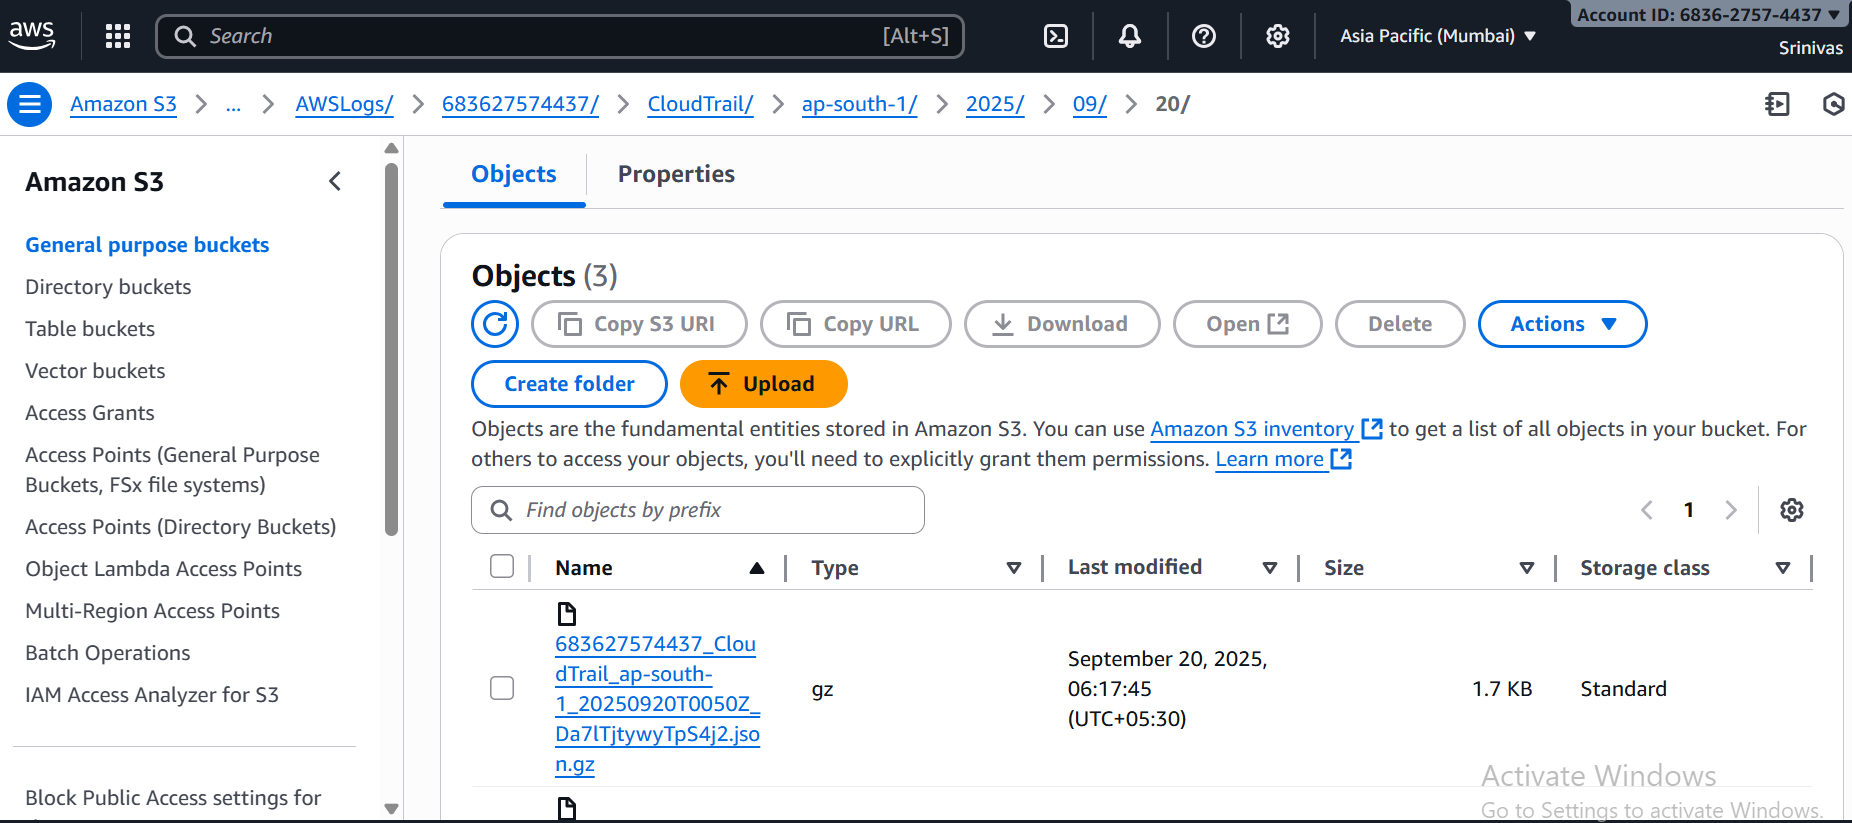 aws
Search
[Alt+S]
Asia Pacific (Mumbai)
Account ID: 6836-2757-4437
Srinivas
Amazon S3
...
AWSLogs/
683627574437/
CloudTrail/
ap-south-1/
2025/
09/
20/
Amazon S3
General purpose buckets
Directory buckets
Table buckets
Vector buckets
Access Grants
Access Points (General Purpose
Buckets, FSx file systems)
Access Points (Directory Buckets)
Object Lambda Access Points
Multi-Region Access Points
Batch Operations
IAM Access Analyzer for S3
Block Public Access settings for
Objects
Properties
Objects (3)
Copy S3 URI
Copy URL
Download
Open
Delete
Actions
Create folder
Upload
Objects are the fundamental entities stored in Amazon S3. You can use Amazon S3 inventory to get a list of all objects in your bucket. For
others to access your objects, you'll need to explicitly grant them permissions. Learn more
Find objects by prefix
1
Name
Type
Last modified
Size
Storage class
683627574437_Clou
dTrail_ap-south-
1_20250920T0050Z_
Da7lTjtywyTpS4j2.jso
n.gz
gz
September 20, 2025,
06:17:45
(UTC+05:30)
1.7 KB
Standard
Activate Windows
Go to Settings to activate Windows.